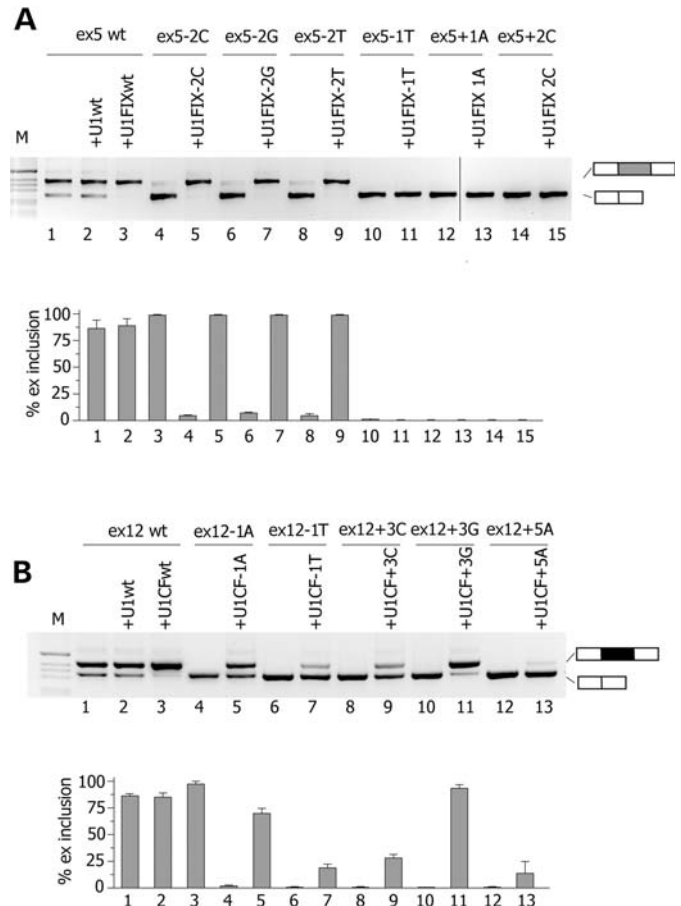 A
ex5 wt ex5-2C ex5-2G ex5-2T ex5-1T ex5+1A ex5+2C
M +U1wt +U1FIXwt +U1FIX-2C +U1FIX-2G +U1FIX-2T +U1FIX-1T +U1FIX 1A +U1FIX 2C
1 2 3 4 5 6 7 8 9 10 11 12 13 14 15
% ex inclusion
100
75
50
25
0
1 2 3 4 5 6 7 8 9 10 11 12 13 14 15
ex12 wt ex12-1A ex12-1T ex12+3C ex12+3G ex12+5A
B
M +U1wt +U1CFwt +U1CF-1A +U1CF-1T +U1CF+3C +U1CF+3G +U1CF+5A
1 2 3 4 5 6 7 8 9 10 11 12 13
% ex inclusion
100
75
50
25
0
1 2 3 4 5 6 7 8 9 10 11 12 13